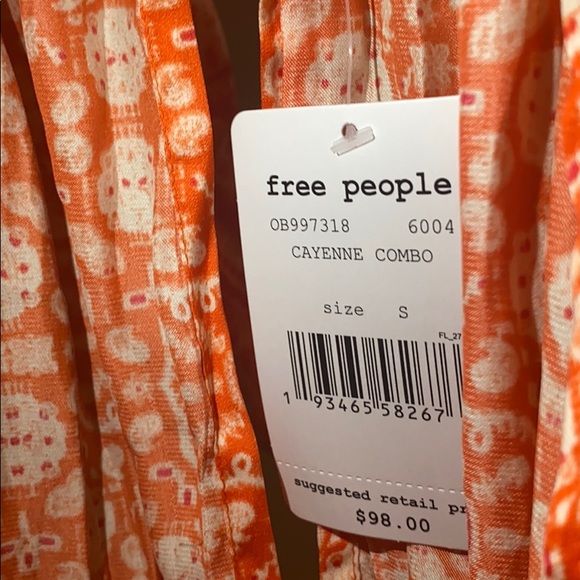 free people
OB997318 6004
CAYENNE COMBO
size S
FL_27
1 93465 58267
suggested retail pr
$98.00